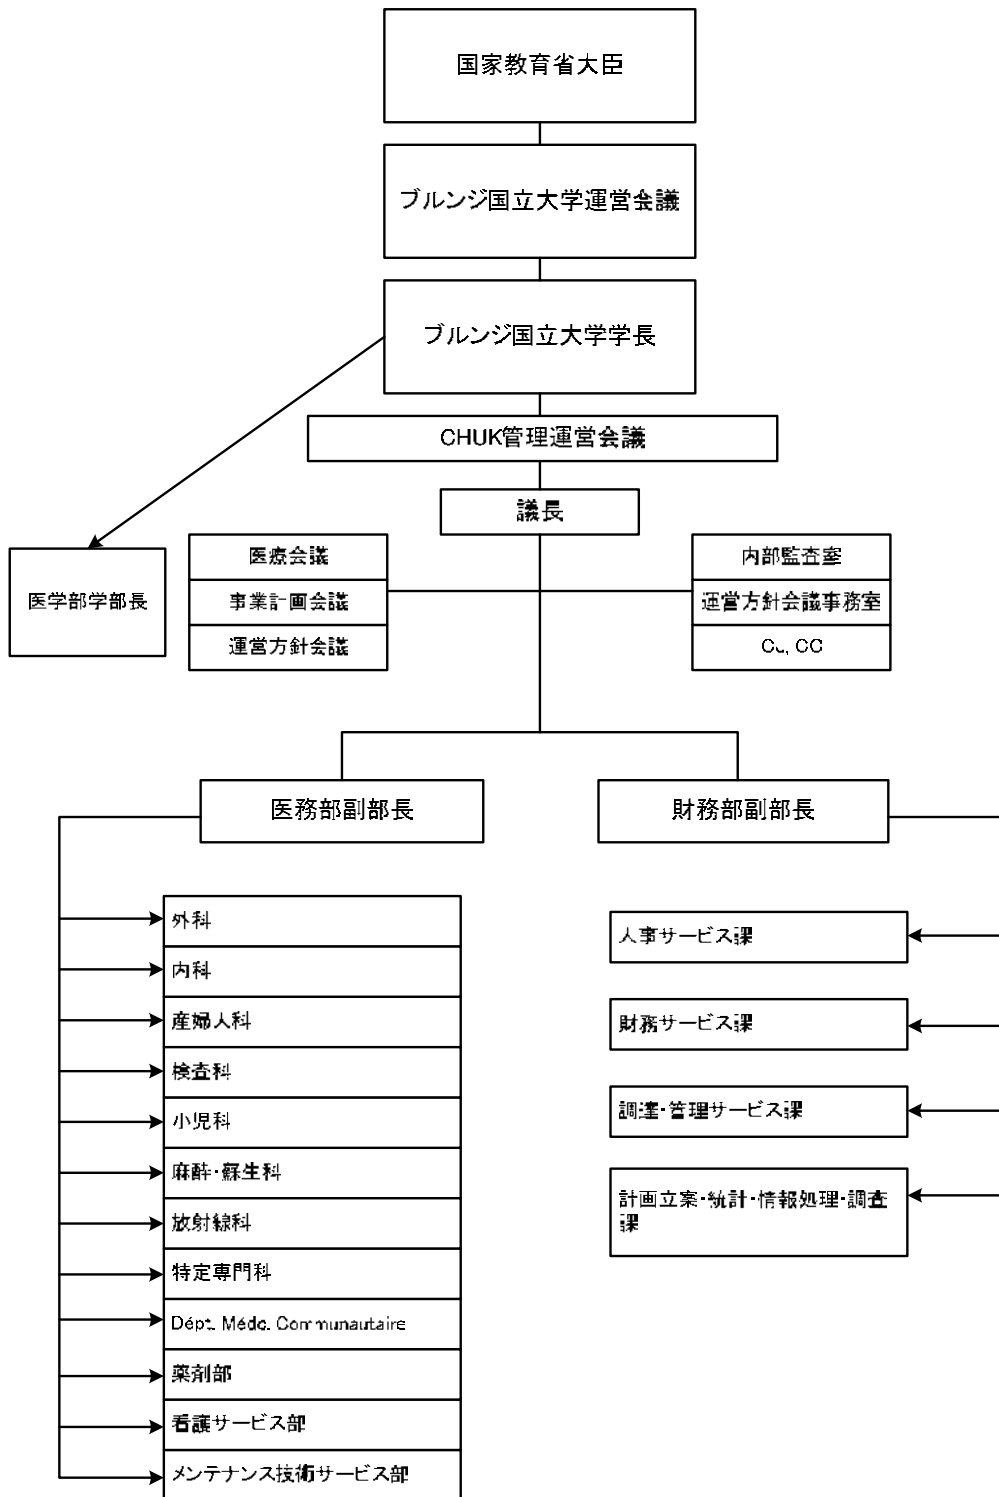 国家教育省大臣
ブルンジ国立大学運営会議
ブルンジ国立大学学長
CHUK管理運営会議
議長
医学部学部長
医療会議
事業計画会議
運営方針会議
内部監査室
運営方針会議事務室
CC
医務部副部長
財務部副部長
外科
内科
産婦人科
検査科
小児科
麻酔・蘇生科
放射線科
特定専門科
Dépt. Communautaire
薬剤部
看護サービス部
メンテナンス技術サービス部
人事サービス課
財務サービス課
調達・管理サービス課
計画立案・統計・情報処理・調査
課